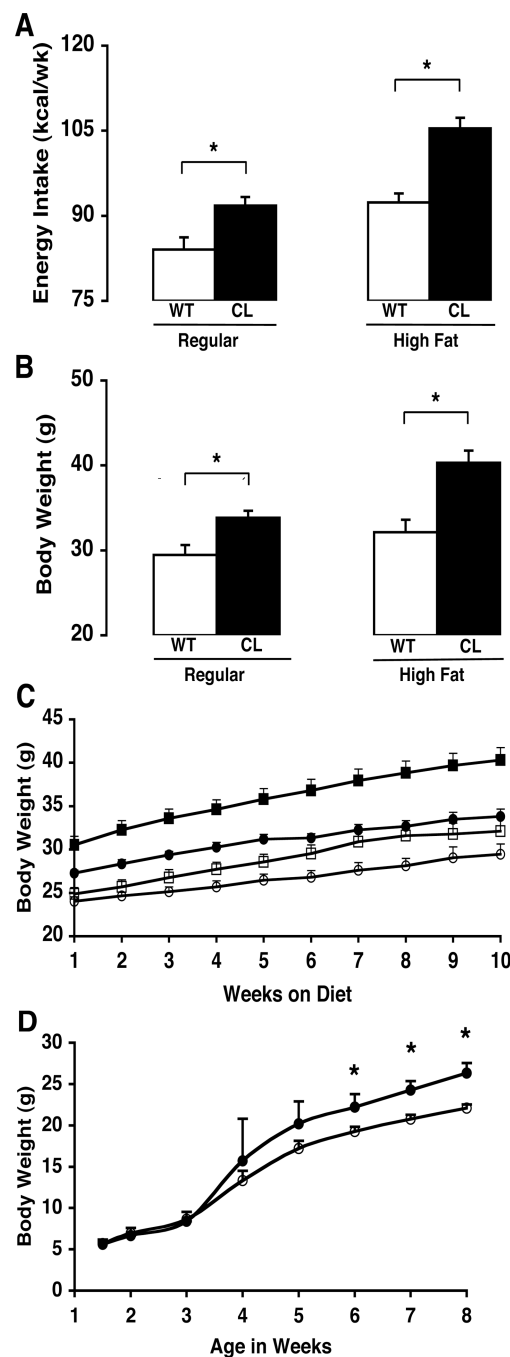 A
Energy Intake (kcal/wk)
120
105
90
75
*
*
WT CL WT CL
Regular High Fat
B
Body Weight (g)
50
40
30
20
*
*
WT CL WT CL
Regular High Fat
C
Body Weight (g)
45
40
35
30
25
20
1 2 3 4 5 6 7 8 9 10
Weeks on Diet
D
Body Weight (g)
30
25
20
15
10
5
0
* * *
1 2 3 4 5 6 7 8
Age in Weeks